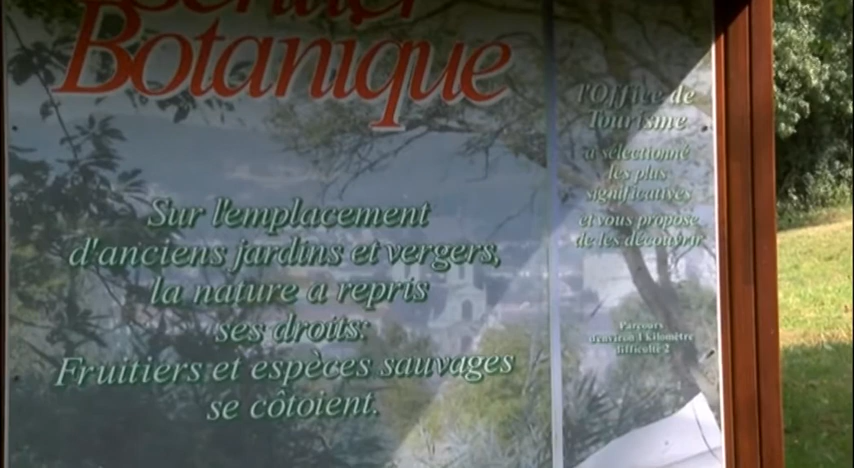 Sentier
Botanique
Sur l'emplacement
d'anciens jardins et vergers,
la nature a repris
ses droits:
Fruitiers et espèces sauvages
se côtoient.
l'Office de
Tourisme
a sélectionné
les plus
significatives
et vous propose
de les découvrir
Parcours
d'environ 1 kilomètre
difficulté 2